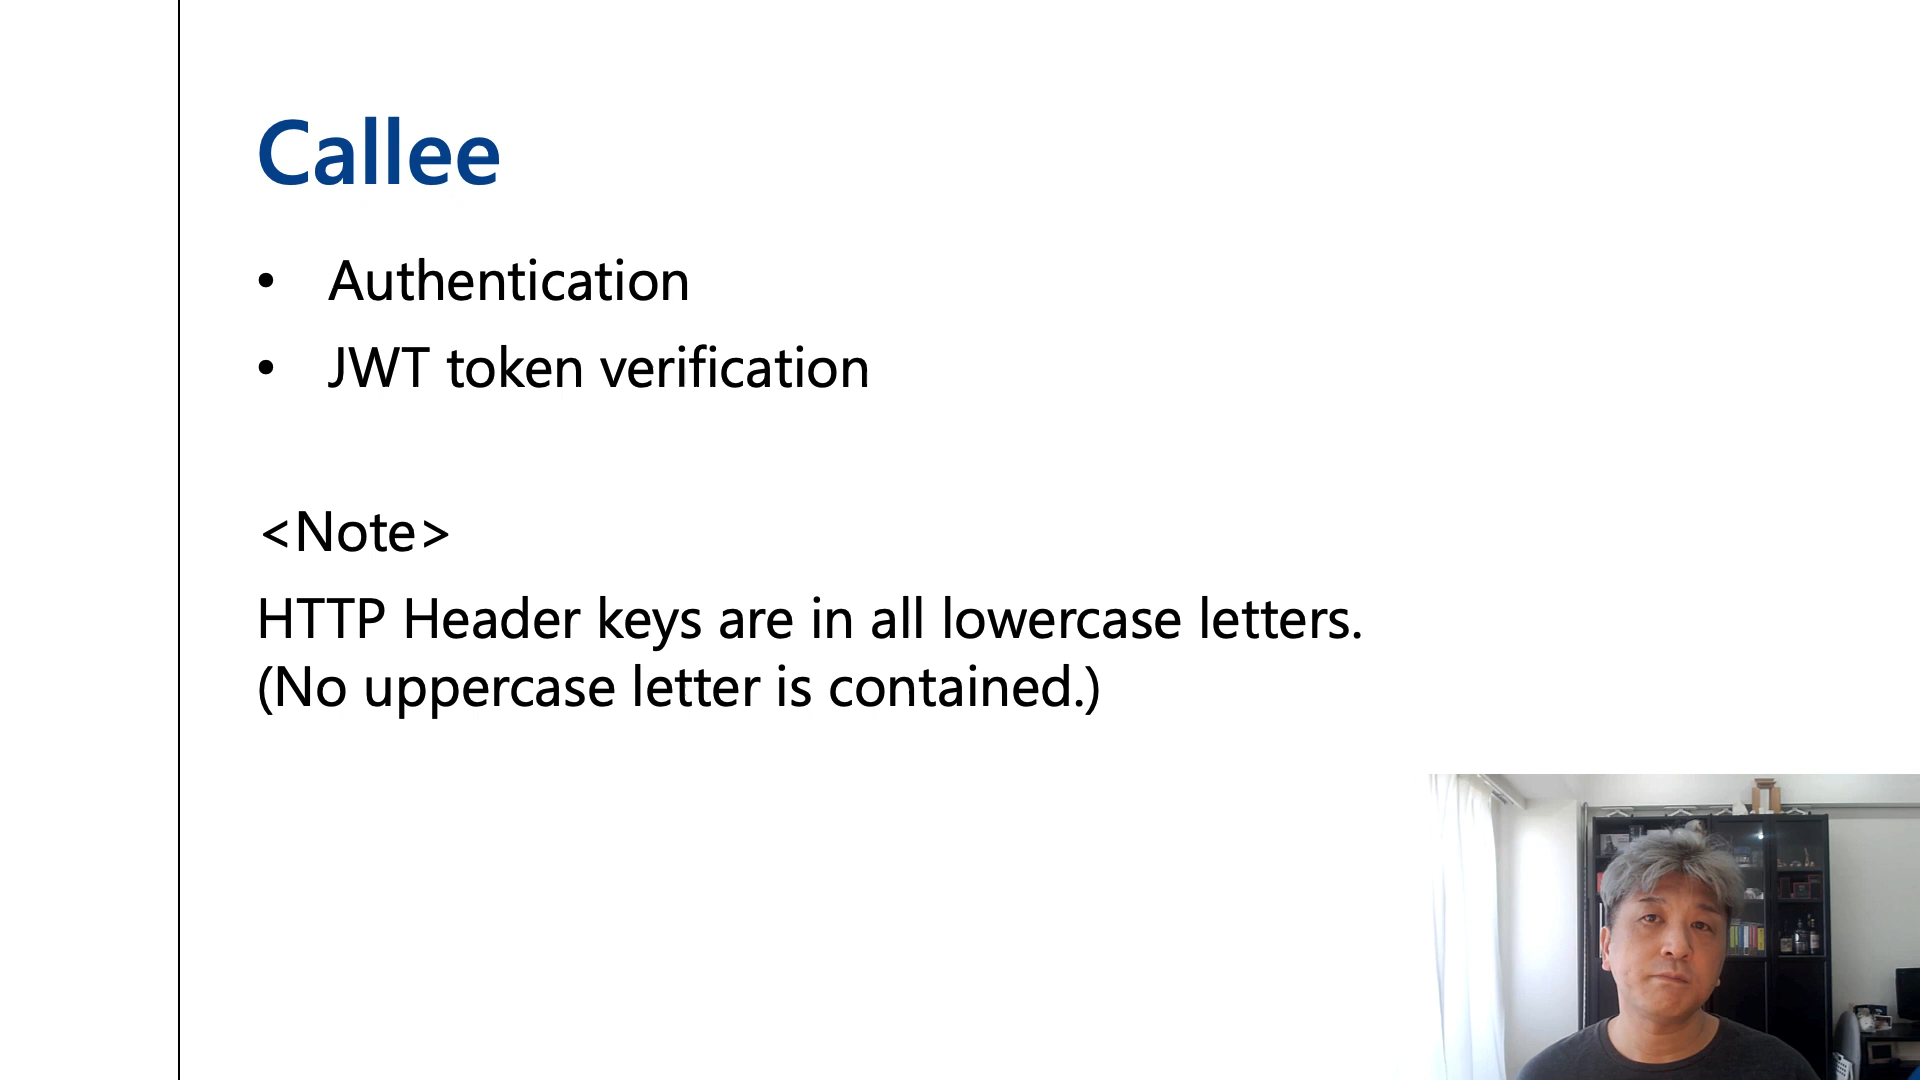 Callee
• Authentication
• JWT token verification
<Note>
HTTP Header keys are in all lowercase letters.
(No uppercase letter is contained.)